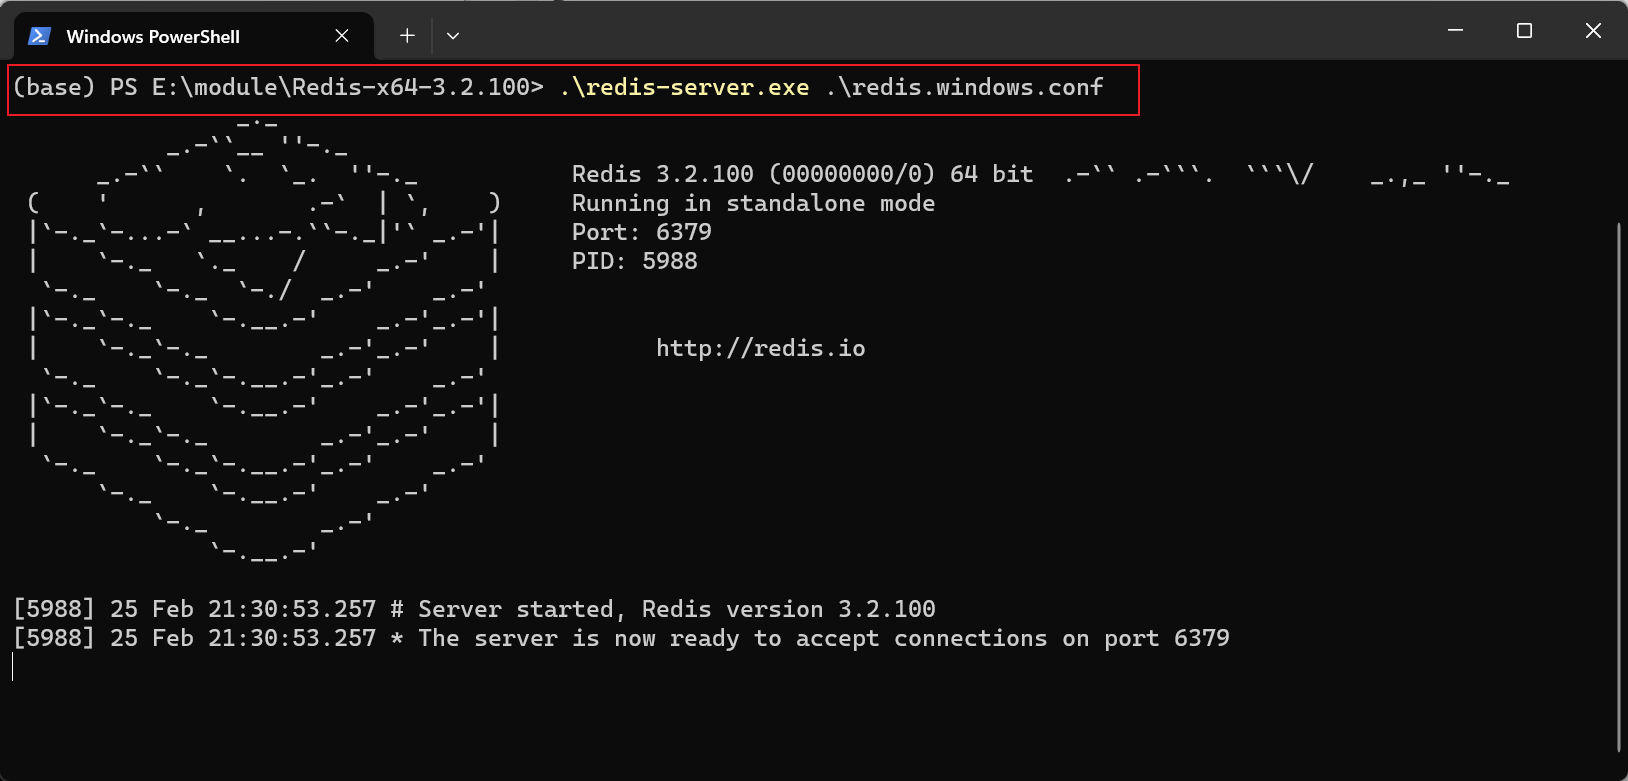 Windows PowerShell
(base) PS E:\module\Redis-x64-3.2.100> .\redis-server.exe .\redis.windows.conf
                _._
           _.-``__ ''-._
      _.-``    `.  `_.  ''-._           Redis 3.2.100 (00000000/0) 64 bit  .-`` .-```.  ```\/    _.,_ ''-._
 (    '      ,       .-`  | `,    )     Running in standalone mode
 |`-._`-...-` __...-.``-._|'` _.-'|     Port: 6379
 |    `-._   `._    /     _.-'    |     PID: 5988
  `-._    `-._  `-./  _.-'    _.-'
 |`-._`-._    `-.__.-'    _.-'_.-'|
 |    `-._`-._        _.-'_.-'    |           http://redis.io
  `-._    `-._`-.__.-'_.-'    _.-'
 |`-._`-._    `-.__.-'    _.-'_.-'|
 |    `-._`-._        _.-'_.-'    |
  `-._    `-._`-.__.-'_.-'    _.-'
      `-._    `-.__.-'    _.-'
          `-._        _.-'
              `-.__.-'
[5988] 25 Feb 21:30:53.257 # Server started, Redis version 3.2.100
[5988] 25 Feb 21:30:53.257 * The server is now ready to accept connections on port 6379